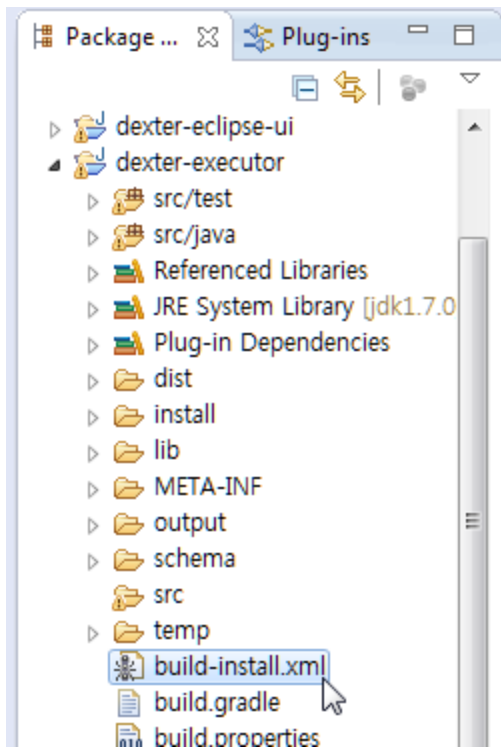 Package ... Plug-ins
dexter-eclipse-ui
dexter-executor
src/test
src/java
Referenced Libraries
JRE System Library [jdk1.7.0
Plug-in Dependencies
dist
install
lib
META-INF
output
schema
src
temp
build-install.xml
build.gradle
build.properties